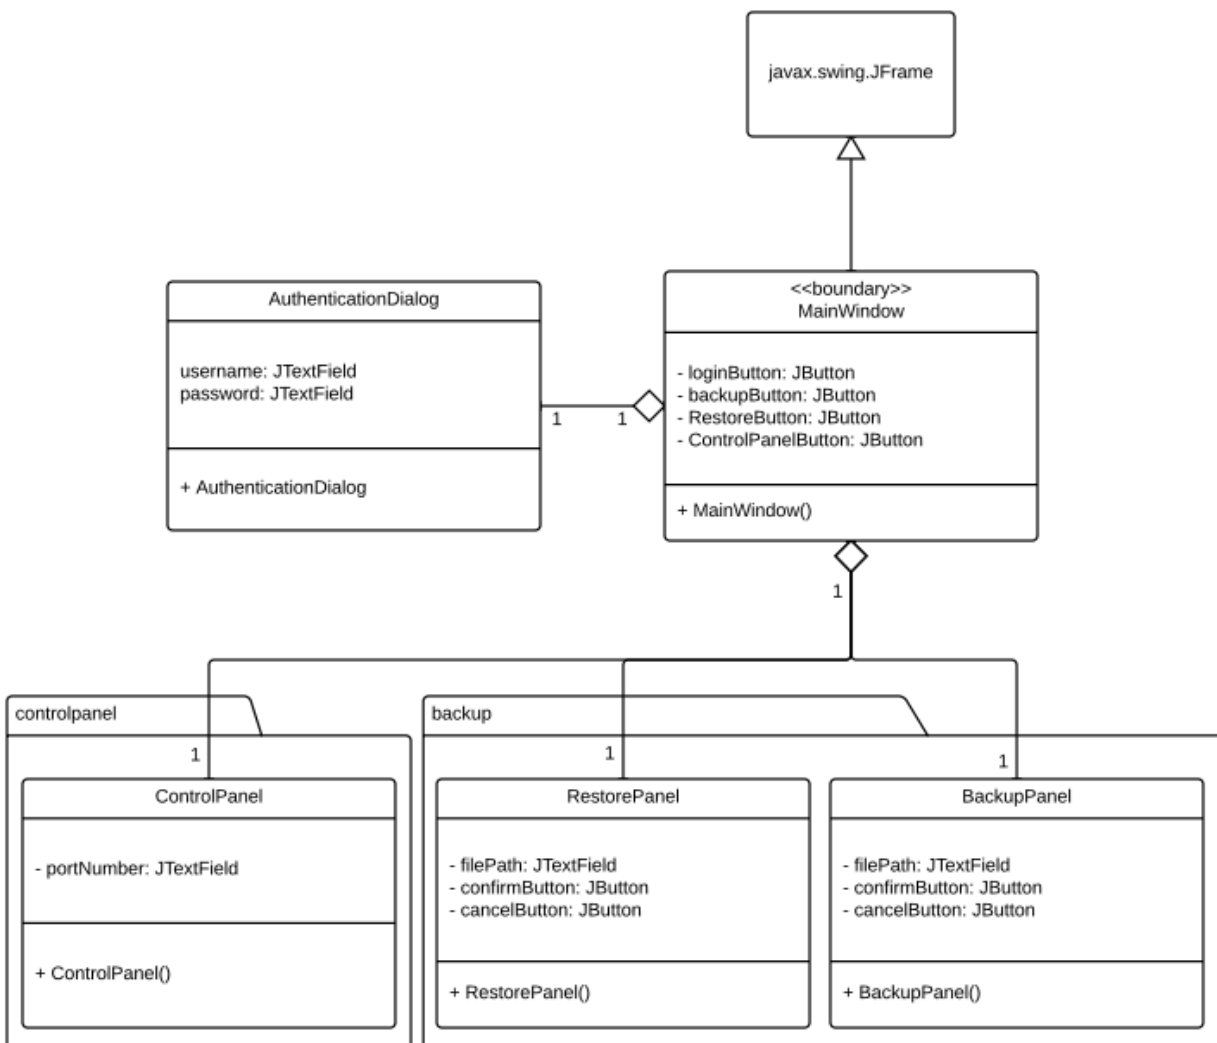 javax.swing.JFrame
AuthenticationDialog
username: JTextField
password: JTextField
+ AuthenticationDialog
1
1
<<boundary>>
MainWindow
- loginButton: JButton
- backupButton: JButton
- RestoreButton: JButton
- ControlPanelButton: JButton
+ MainWindow()
1
controlpanel
1
ControlPanel
- portNumber: JTextField
+ ControlPanel()
backup
1
RestorePanel
- filePath: JTextField
- confirmButton: JButton
- cancelButton: JButton
+ RestorePanel()
1
BackupPanel
- filePath: JTextField
- confirmButton: JButton
- cancelButton: JButton
+ BackupPanel()